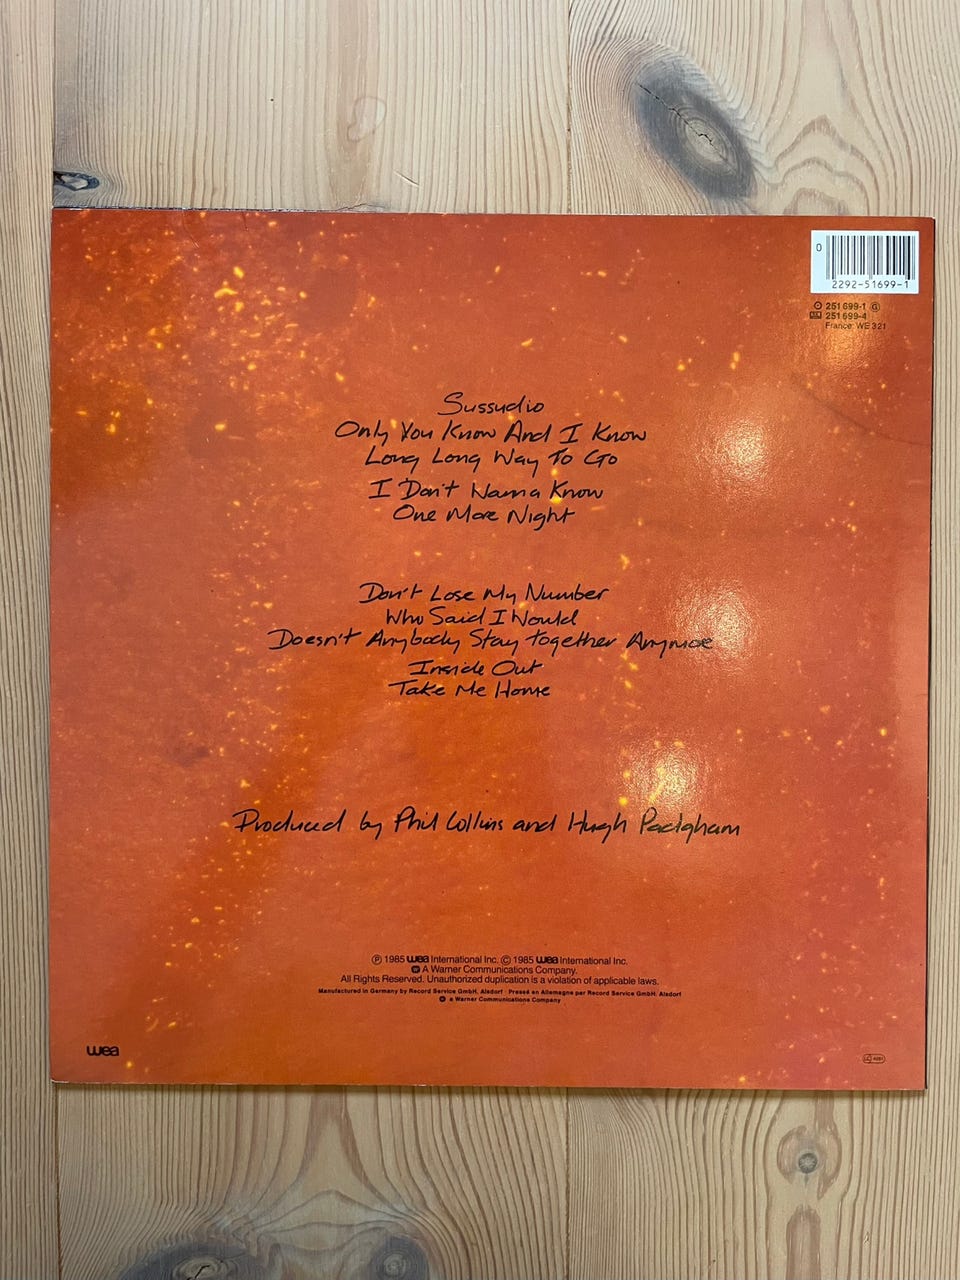 0
2292-51699-1
251 699-1 G
251 699-4
France: WE 321
Sussudio
Only You Know And I Know
Long Long Way To Go
I Don't Wanna Know
One More Night
Don't Lose My Number
Who Said I Would
Doesn't Anybody Stay together Anymore
Inside Out
Take Me Home
Produced by Phil Collins and Hugh Padgham
℗ 1985 wea International Inc. © 1985 wea International Inc.
A Warner Communications Company.
All Rights Reserved. Unauthorized duplication is a violation of applicable laws.
Manufactured in Germany by Record Service GmbH, Alsdorf · Pressé en Allemagne par Record Service GmbH, Alsdorf
a Warner Communications Company
wea
LC 4281